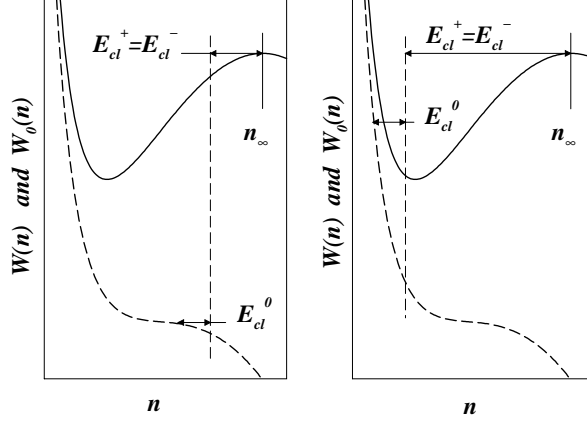 E_cl^+=E_cl^-
n_∞
E_cl^0
W(n) and W_0(n)
n
E_cl^+=E_cl^-
E_cl^0
n_∞
W(n) and W_0(n)
n